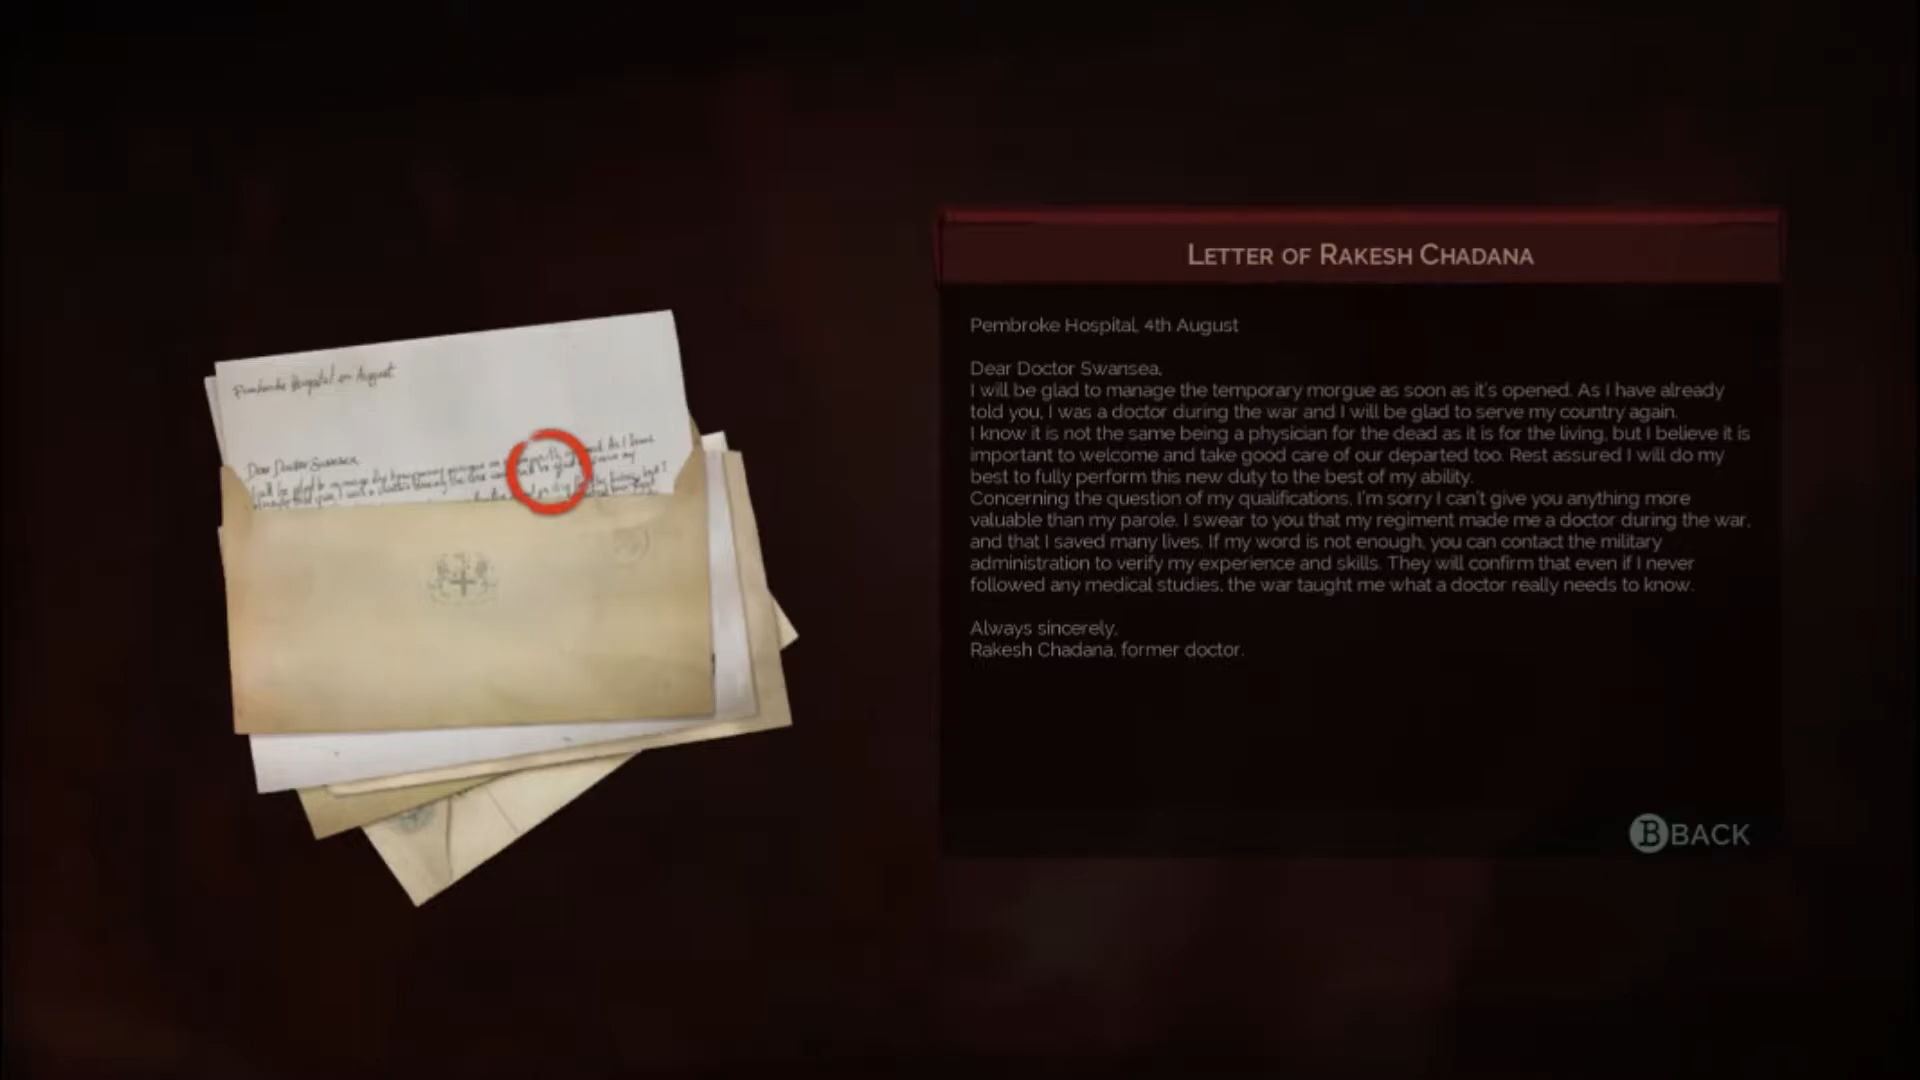 Pembroke Hospital on August
Dear Doctor Swansea,
LETTER OF RAKESH CHADANA
Pembroke Hospital, 4th August
Dear Doctor Swansea,
I will be glad to manage the temporary morgue as soon as it's opened. As I have already
told you, I was a doctor during the war and I will be glad to serve my country again.
I know it is not the same being a physician for the dead as it is for the living, but I believe it is
important to welcome and take good care of our departed too. Rest assured I will do my
best to fully perform this new duty to the best of my ability.
Concerning the question of my qualifications, I'm sorry I can't give you anything more
valuable than my parole. I swear to you that my regiment made me a doctor during the war,
and that I saved many lives. If my word is not enough, you can contact the military
administration to verify my experience and skills. They will confirm that even if I never
followed any medical studies, the war taught me what a doctor really needs to know.
Always sincerely,
Rakesh Chadana, former doctor.
B BACK